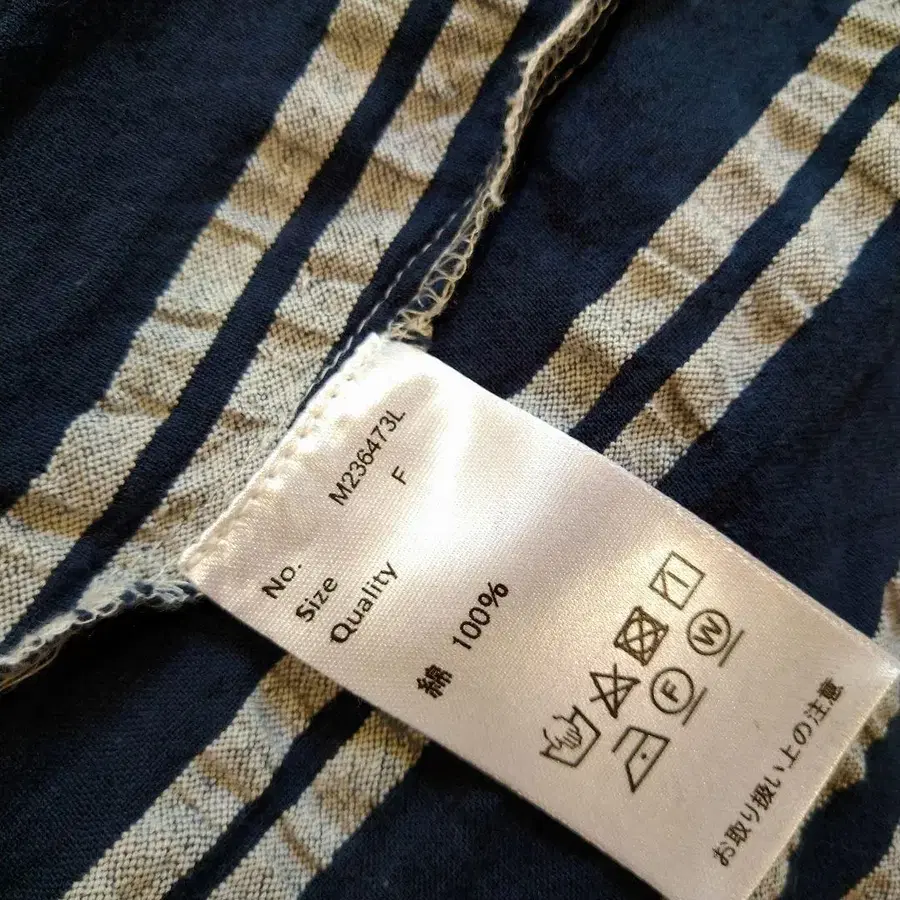 No. M236473L
Size F
Quality
綿 100%
F W
お取り扱い上の注意